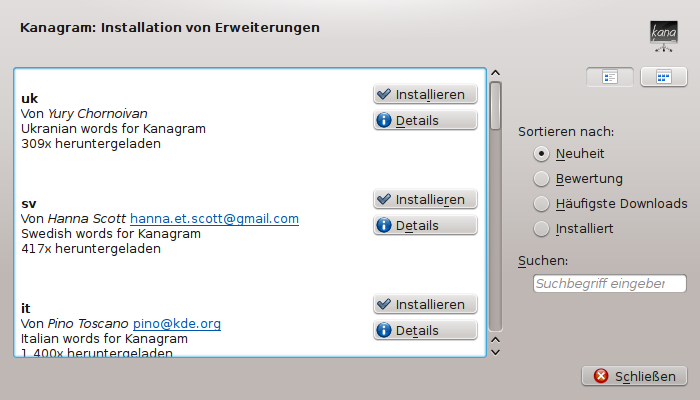 Kanagram: Installation von Erweiterungen
kana
uk
Von Yury Chornoivan
Ukranian words for Kanagram
309x heruntergeladen
Installieren
Details
sv
Von Hanna Scott hanna.et.scott@gmail.com
Swedish words for Kanagram
417x heruntergeladen
Installieren
Details
it
Von Pino Toscano pino@kde.org
Italian words for Kanagram
1.400x heruntergeladen
Installieren
Details
Sortieren nach:
Neuheit
Bewertung
Häufigste Downloads
Installiert
Suchen:
Suchbegriff eingeber
Schließen